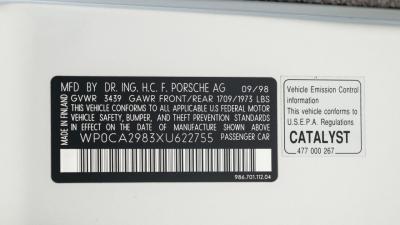 MADE IN FINLAND
MFD BY DR. ING. H.C. F. PORSCHE AG 09/98
GVWR 3439 GAWR FRONT/REAR 1709/1973 LBS
THIS VEHICLE CONFORMS TO ALL APPLICABLE US FEDERAL MOTOR
VEHICLE SAFETY, BUMPER, AND THEFT PREVENTION STANDARDS
IN EFFECT ON THE DATE OF MANUFACTURE SHOWN ABOVE
WP0CA2983XU622755 PASSENGER CAR
986.701.112.04
Vehicle Emission Control
information
This vehicle conforms to
U.S.E.P.A. Regulations
CATALYST
477 000 267